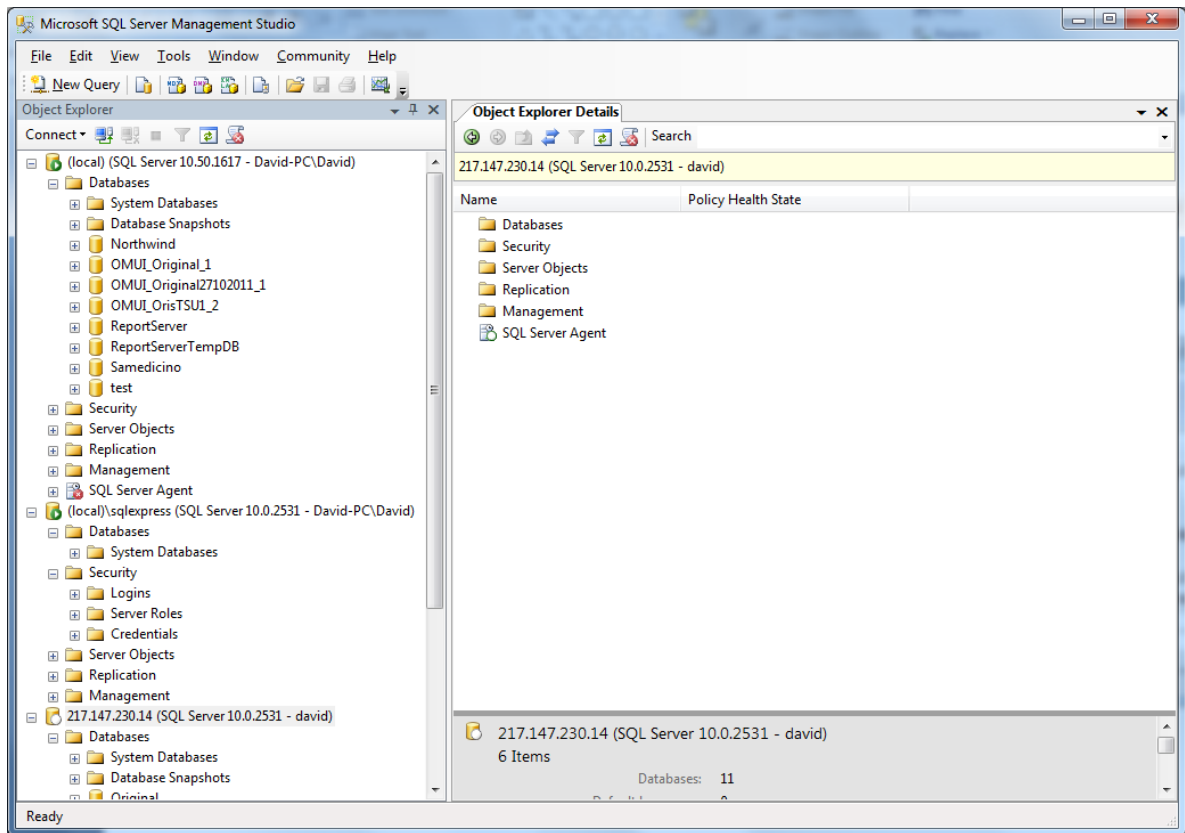 Microsoft SQL Server Management Studio
File Edit View Tools Window Community Help
New Query
Object Explorer
Connect
(local) (SQL Server 10.50.1617 - David-PC\David)
Databases
System Databases
Database Snapshots
Northwind
OMUI_Original_1
OMUI_Original27102011_1
OMUI_OrisTSU1_2
ReportServer
ReportServerTempDB
Samedicino
test
Security
Server Objects
Replication
Management
SQL Server Agent
(local)\sqlexpress (SQL Server 10.0.2531 - David-PC\David)
Databases
System Databases
Security
Logins
Server Roles
Credentials
Server Objects
Replication
Management
217.147.230.14 (SQL Server 10.0.2531 - david)
Databases
System Databases
Database Snapshots
Original
Object Explorer Details
Search
217.147.230.14 (SQL Server 10.0.2531 - david)
Name Policy Health State
Databases
Security
Server Objects
Replication
Management
SQL Server Agent
217.147.230.14 (SQL Server 10.0.2531 - david)
6 Items
Databases: 11
Ready